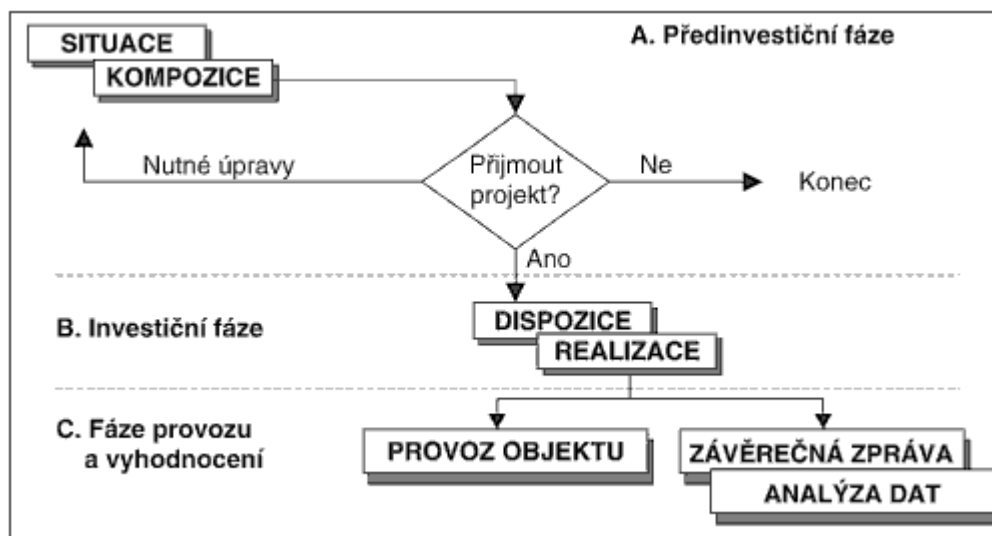 SITUACE
A. Předinvestiční fáze
KOMPOZICE
Nutné úpravy
Přijmout
projekt?
Ne
Konec
Ano
B. Investiční fáze
DISPOZICE
REALIZACE
C. Fáze provozu
a vyhodnocení
PROVOZ OBJEKTU
ZÁVĚREČNÁ ZPRÁVA
ANALÝZA DAT